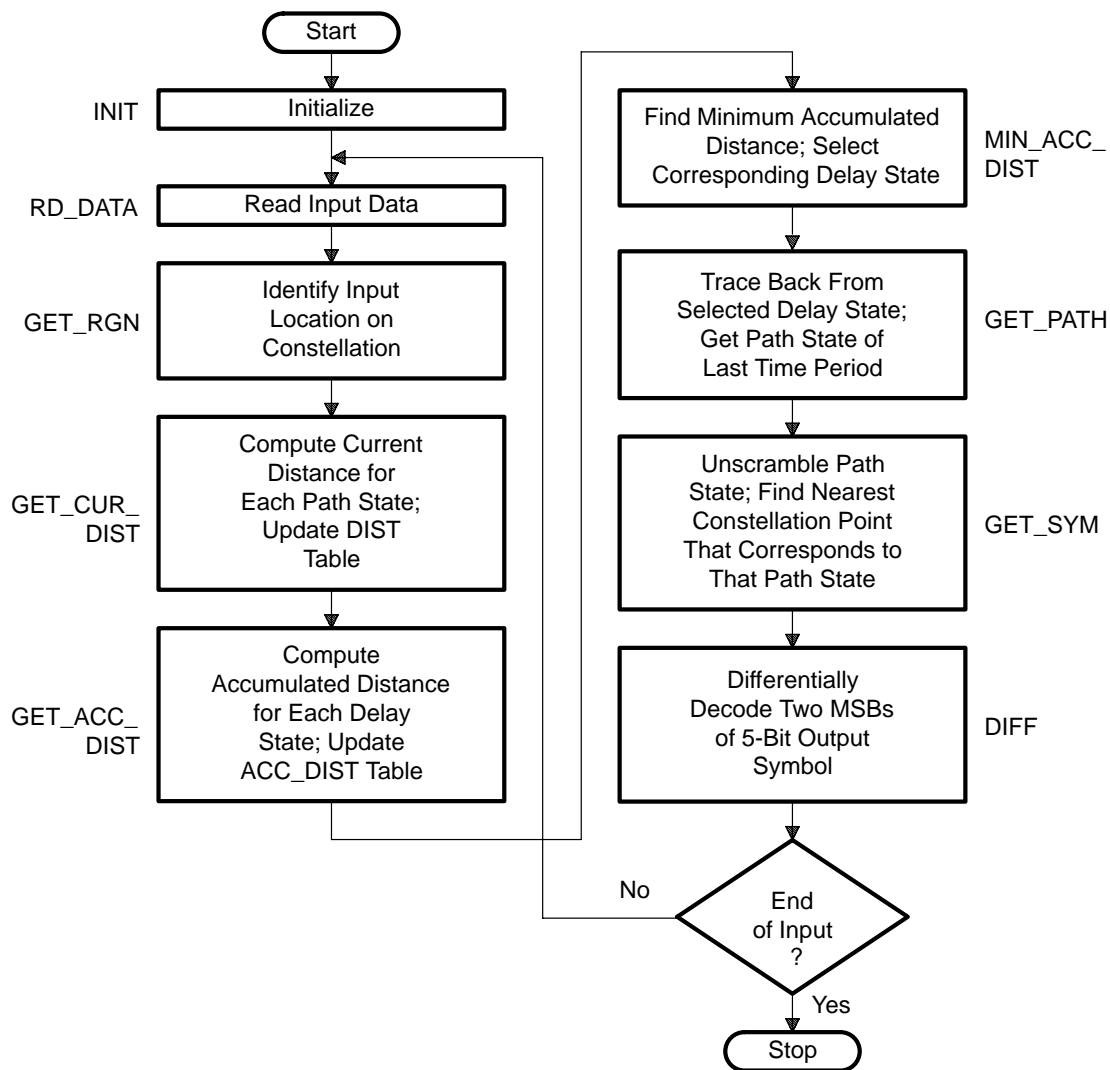 Start
INIT
Initialize
RD_DATA
Read Input Data
GET_RGN
Identify Input
Location on
Constellation
GET_CUR_
DIST
Compute Current
Distance for
Each Path State;
Update DIST
Table
GET_ACC_
DIST
Compute
Accumulated Distance
for Each Delay
State; Update
ACC_DIST Table
Find Minimum Accumulated
Distance; Select
Corresponding Delay State
MIN_ACC_
DIST
Trace Back From
Selected Delay State;
Get Path State of
Last Time Period
GET_PATH
Unscramble Path
State; Find Nearest
Constellation Point
That Corresponds to
That Path State
GET_SYM
Differentially
Decode Two MSBs
of 5-Bit Output
Symbol
DIFF
No
End
of Input
?
Yes
Stop